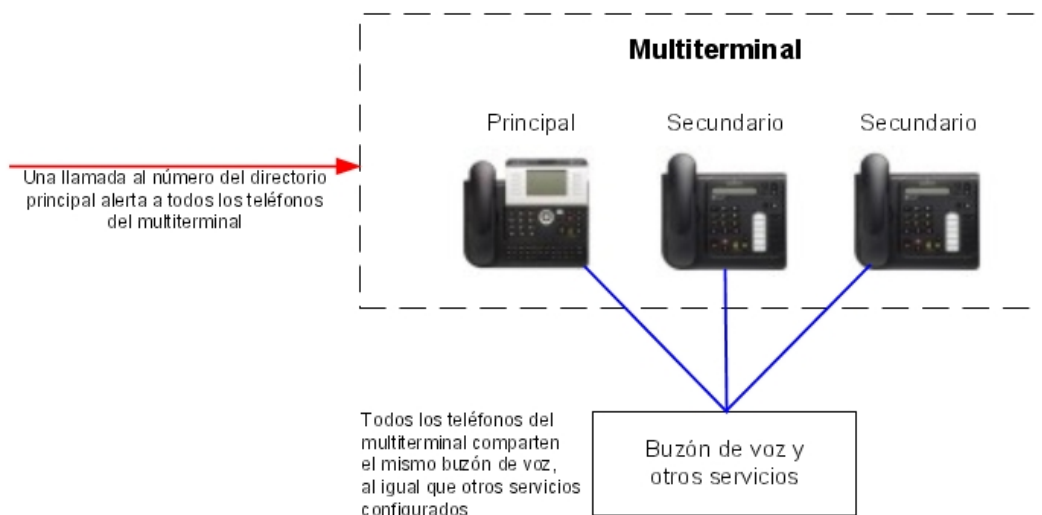 Multiterminal
Principal
Secundario
Secundario
Una llamada al número del directorio
principal alerta a todos los teléfonos
del multiterminal
Todos los teléfonos del
multiterminal comparten
el mismo buzón de voz,
al igual que otros servicios
configurados
Buzón de voz y
otros servicios